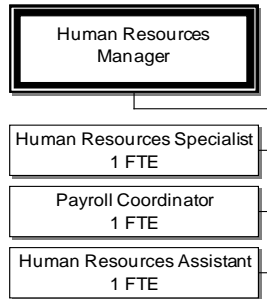 Human Resources
Manager
Human Resources Specialist
1 FTE
Payroll Coordinator
1 FTE
Human Resources Assistant
1 FTE